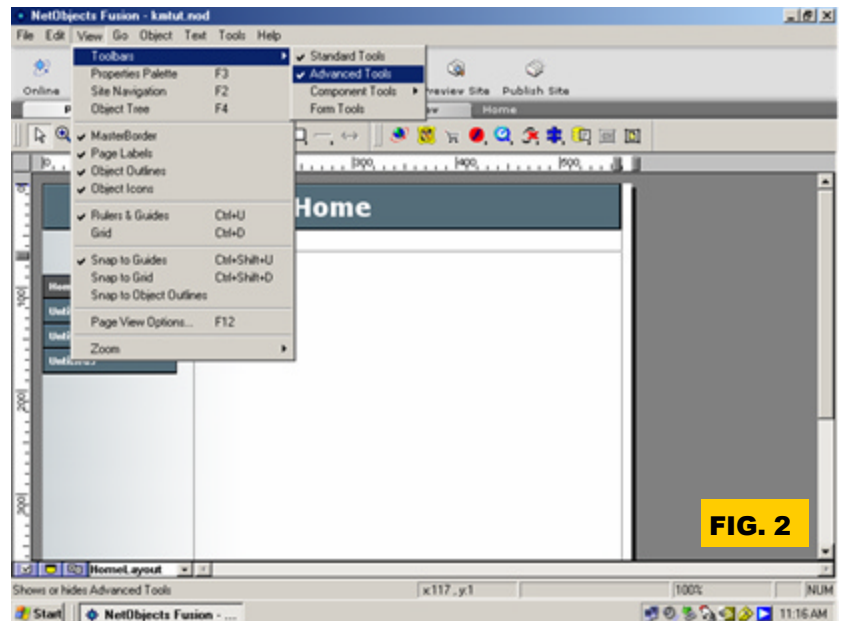 NetObjects Fusion - kmtut.nod
File Edit View Go Object Text Tools Help
Toolbars
Properties Palette F3
Site Navigation F2
Object Tree F4
MasterBorder
Page Labels
Object Outlines
Object Icons
Rulers & Guides Ctrl+U
Grid Ctrl+D
Snap to Guides Ctrl+Shift+U
Snap to Grid Ctrl+Shift+D
Snap to Object Outlines
Page View Options... F12
Zoom
Standard Tools
Advanced Tools
Component Tools
Form Tools
Online
Preview Site Publish Site
Home
300 400 500
Home
100
200
300
FIG. 2
HomeLayout
Shows or hides Advanced Tools x:117 , y:1 100% NUM
Start NetObjects Fusion - ... 11:16 AM